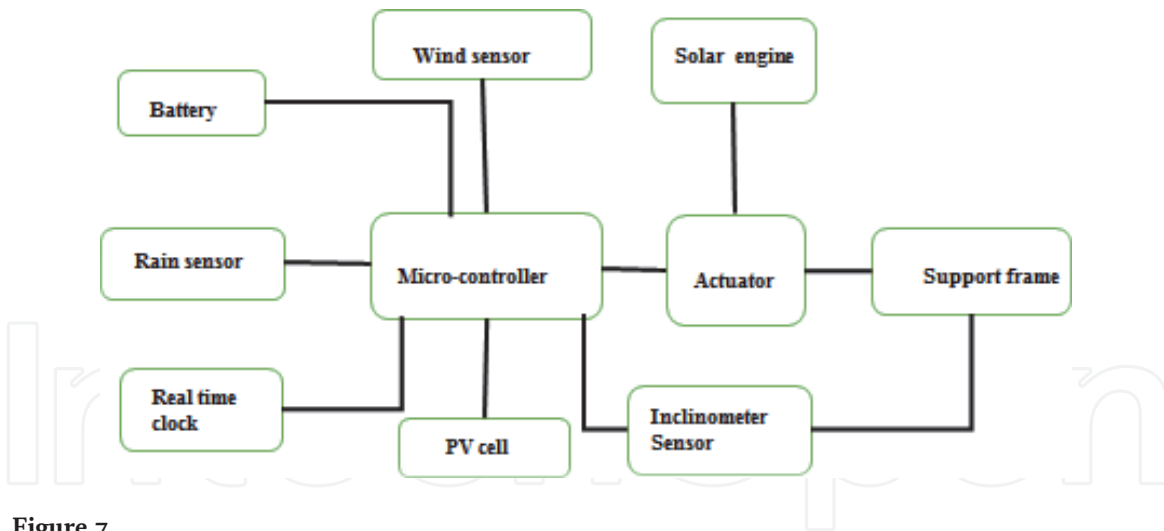 Wind sensor
Solar engine
Battery
Rain sensor
Micro-controller
Actuator
Support frame
Real time
clock
Inclinometer
Sensor
PV cell
Figure 7